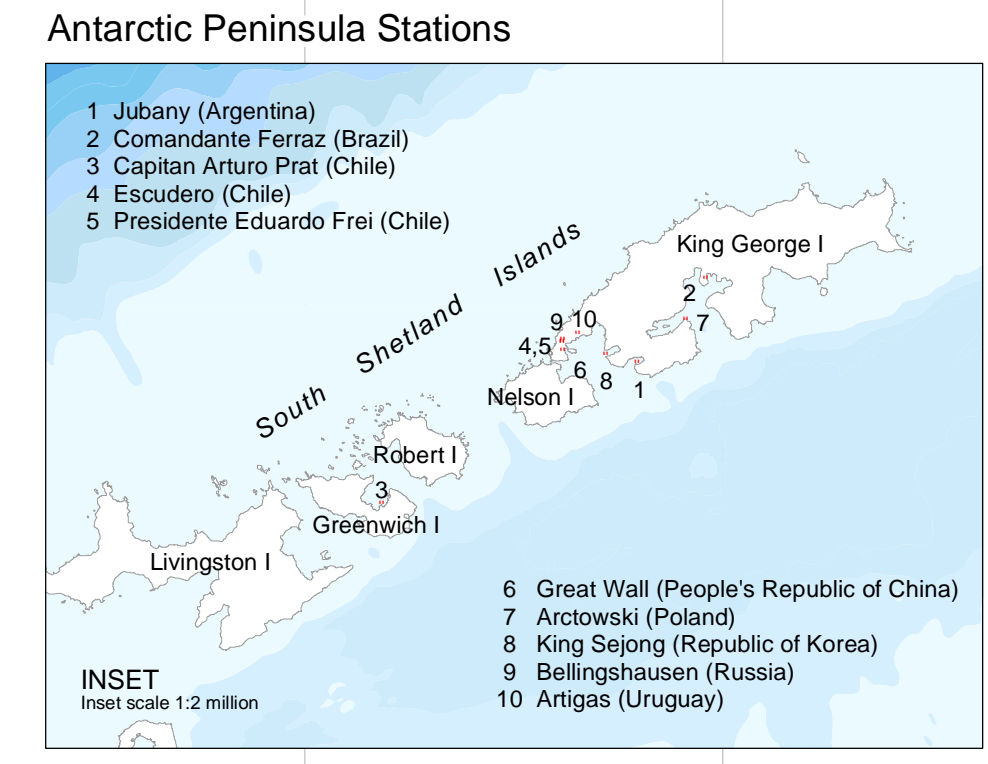 Antarctic Peninsula Stations
1 Jubany (Argentina)
2 Comandante Ferraz (Brazil)
3 Capitan Arturo Prat (Chile)
4 Escudero (Chile)
5 Presidente Eduardo Frei (Chile)
South Shetland Islands
King George I
2
7
9 10
4,5
6
8
1
Nelson I
Robert I
3
Greenwich I
Livingston I
6 Great Wall (People's Republic of China)
7 Arctowski (Poland)
8 King Sejong (Republic of Korea)
9 Bellingshausen (Russia)
10 Artigas (Uruguay)
INSET
Inset scale 1:2 million